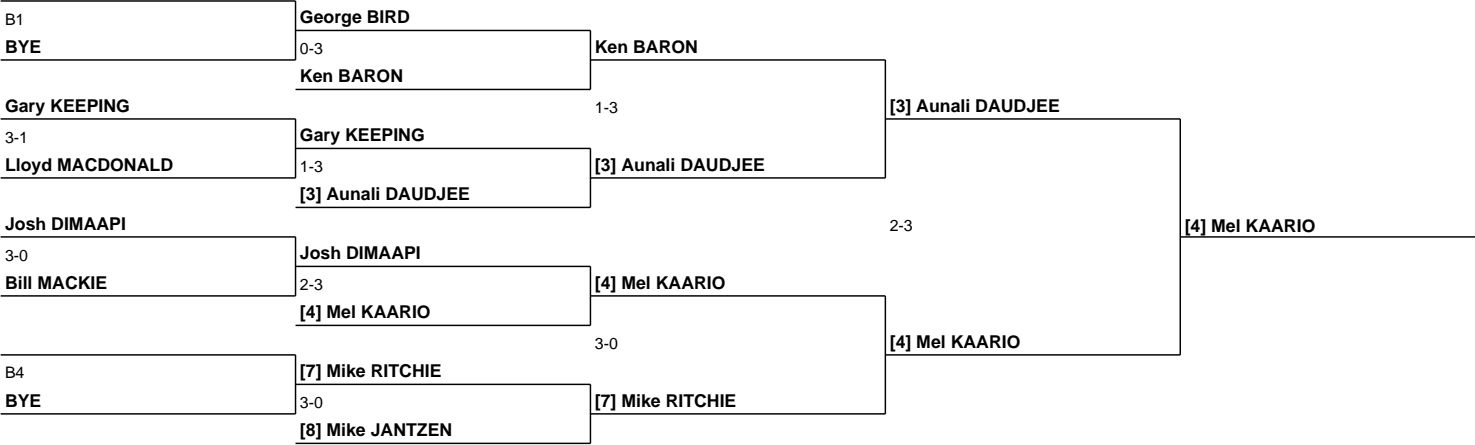 B1
BYE
Gary KEEPING
3-1
Lloyd MACDONALD
Josh DIMAAPI
3-0
Bill MACKIE
B4
BYE
George BIRD
0-3
Ken BARON
Gary KEEPING
1-3
[3] Aunali DAUDJEE
Josh DIMAAPI
2-3
[4] Mel KAARIO
[7] Mike RITCHIE
3-0
[8] Mike JANTZEN
Ken BARON
1-3
[3] Aunali DAUDJEE
[4] Mel KAARIO
3-0
[7] Mike RITCHIE
[3] Aunali DAUDJEE
2-3
[4] Mel KAARIO
[4] Mel KAARIO